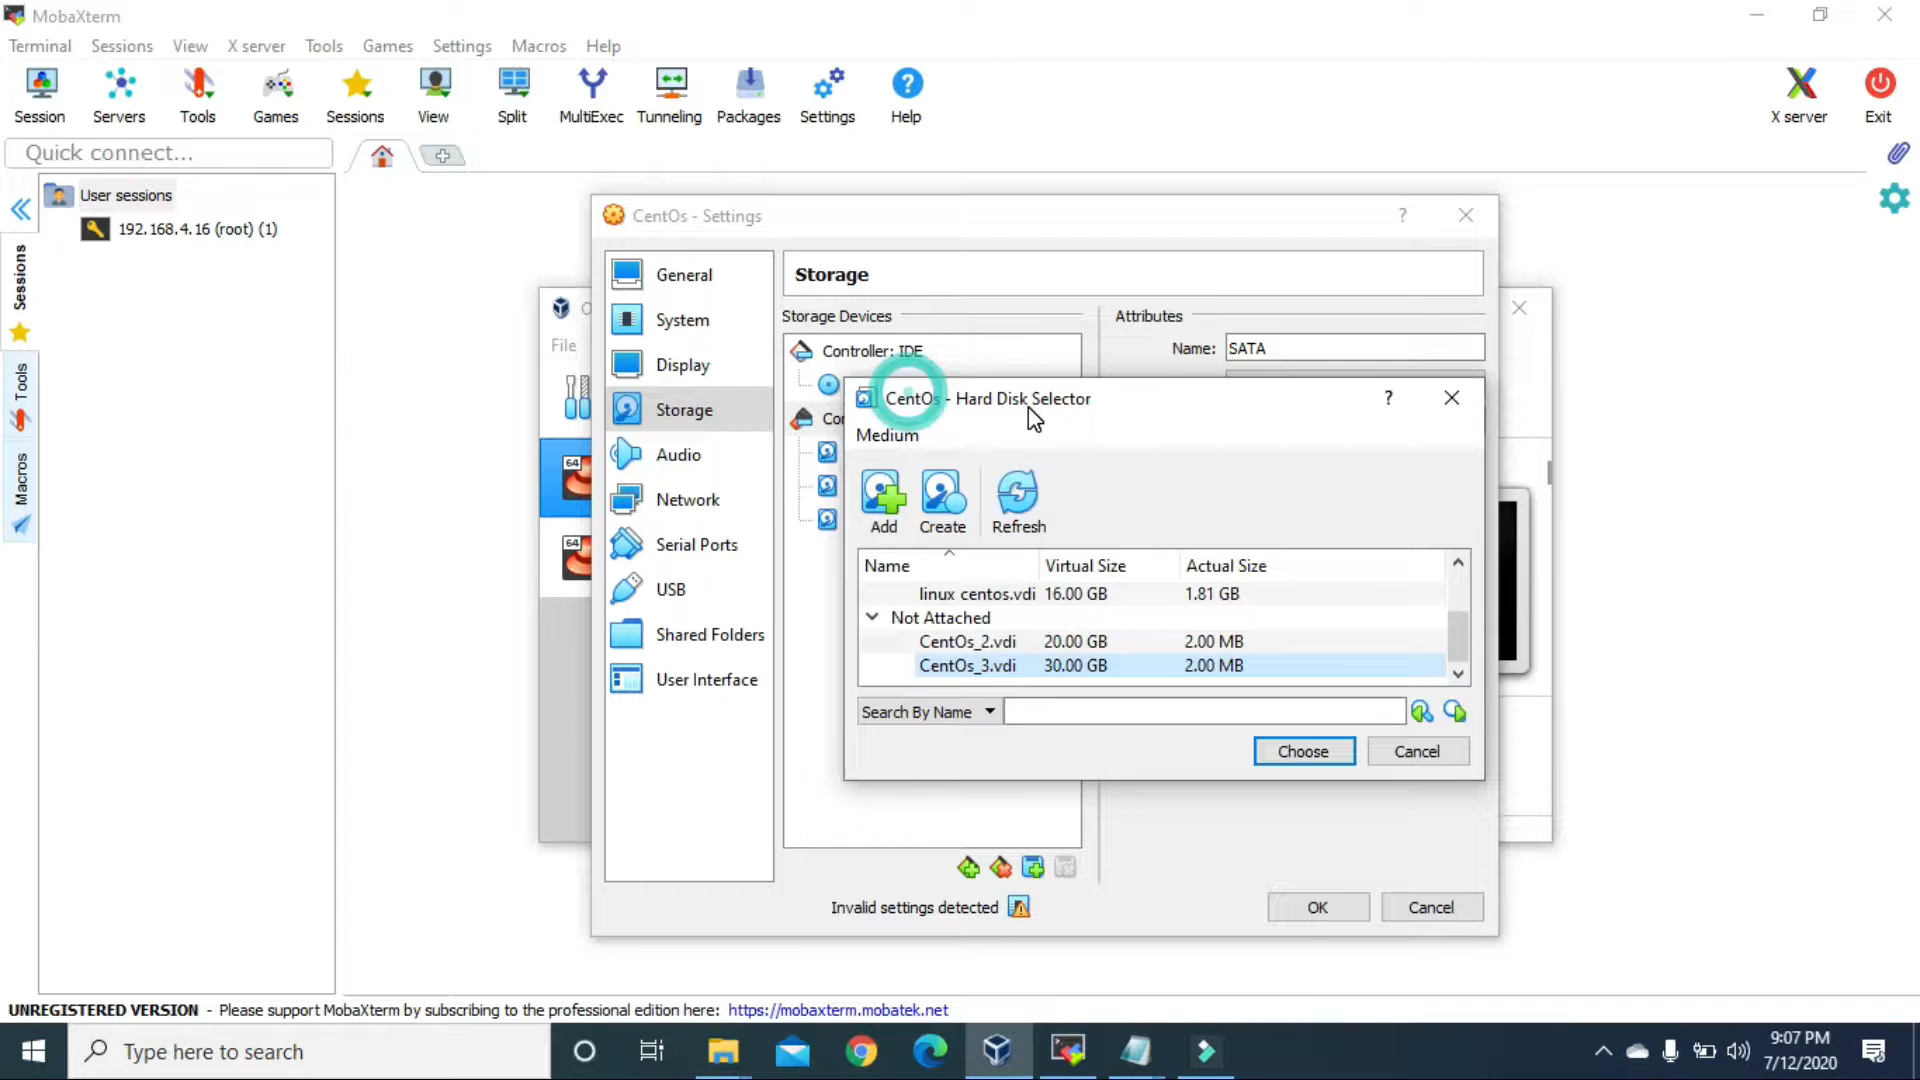 MobaXterm
Terminal Sessions View X server Tools Games Settings Macros Help
Session Servers Tools Games Sessions View Split MultiExec Tunneling Packages Settings Help X server Exit
Quick connect...
User sessions
192.168.4.16 (root) (1)
Sessions
Tools
Macros
File
64
64
CentOs - Settings ?
General
System
Display
Storage
Audio
Network
Serial Ports
USB
Shared Folders
User Interface
Storage
Storage Devices
Controller: IDE
Attributes
Name: SATA
CentOs - Hard Disk Selector ?
Medium
Add Create Refresh
Name Virtual Size Actual Size
linux centos.vdi 16.00 GB 1.81 GB
Not Attached
CentOs_2.vdi 20.00 GB 2.00 MB
CentOs_3.vdi 30.00 GB 2.00 MB
Search By Name
Choose Cancel
Invalid settings detected
OK Cancel
UNREGISTERED VERSION - Please support MobaXterm by subscribing to the professional edition here: https://mobaxterm.mobatek.net
Type here to search
9:07 PM
7/12/2020